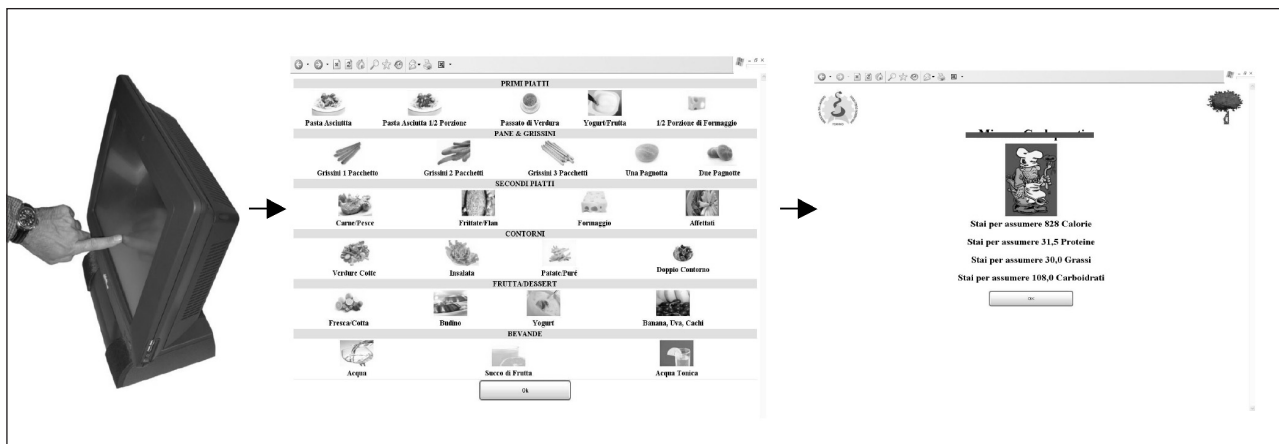 PRIMI PIATTI
Pasta Asciutta Pasta Asciutta 1/2 Porzione Passato di Verdura Yogurt/Frutta 1/2 Porzione di Formaggio
PANE & GRISSINI
Grissini 1 Pacchetto Grissini 2 Pacchetti Grissini 3 Pacchetti Una Pagnotta Due Pagnotte
SECONDI PIATTI
Carne/Pesce Frittate/Flan Formaggio Affettati
CONTORNI
Verdure Cotte Insalata Patate/Puré Doppio Contorno
FRUTTA/DESSERT
Fresca/Cotta Budino Yogurt Banana, Uva, Cachi
BEVANDE
Acqua Succo di Frutta Acqua Tonica
Ok
Stai per assumere 828 Calorie
Stai per assumere 31,5 Proteine
Stai per assumere 30,0 Grassi
Stai per assumere 108,0 Carboidrati